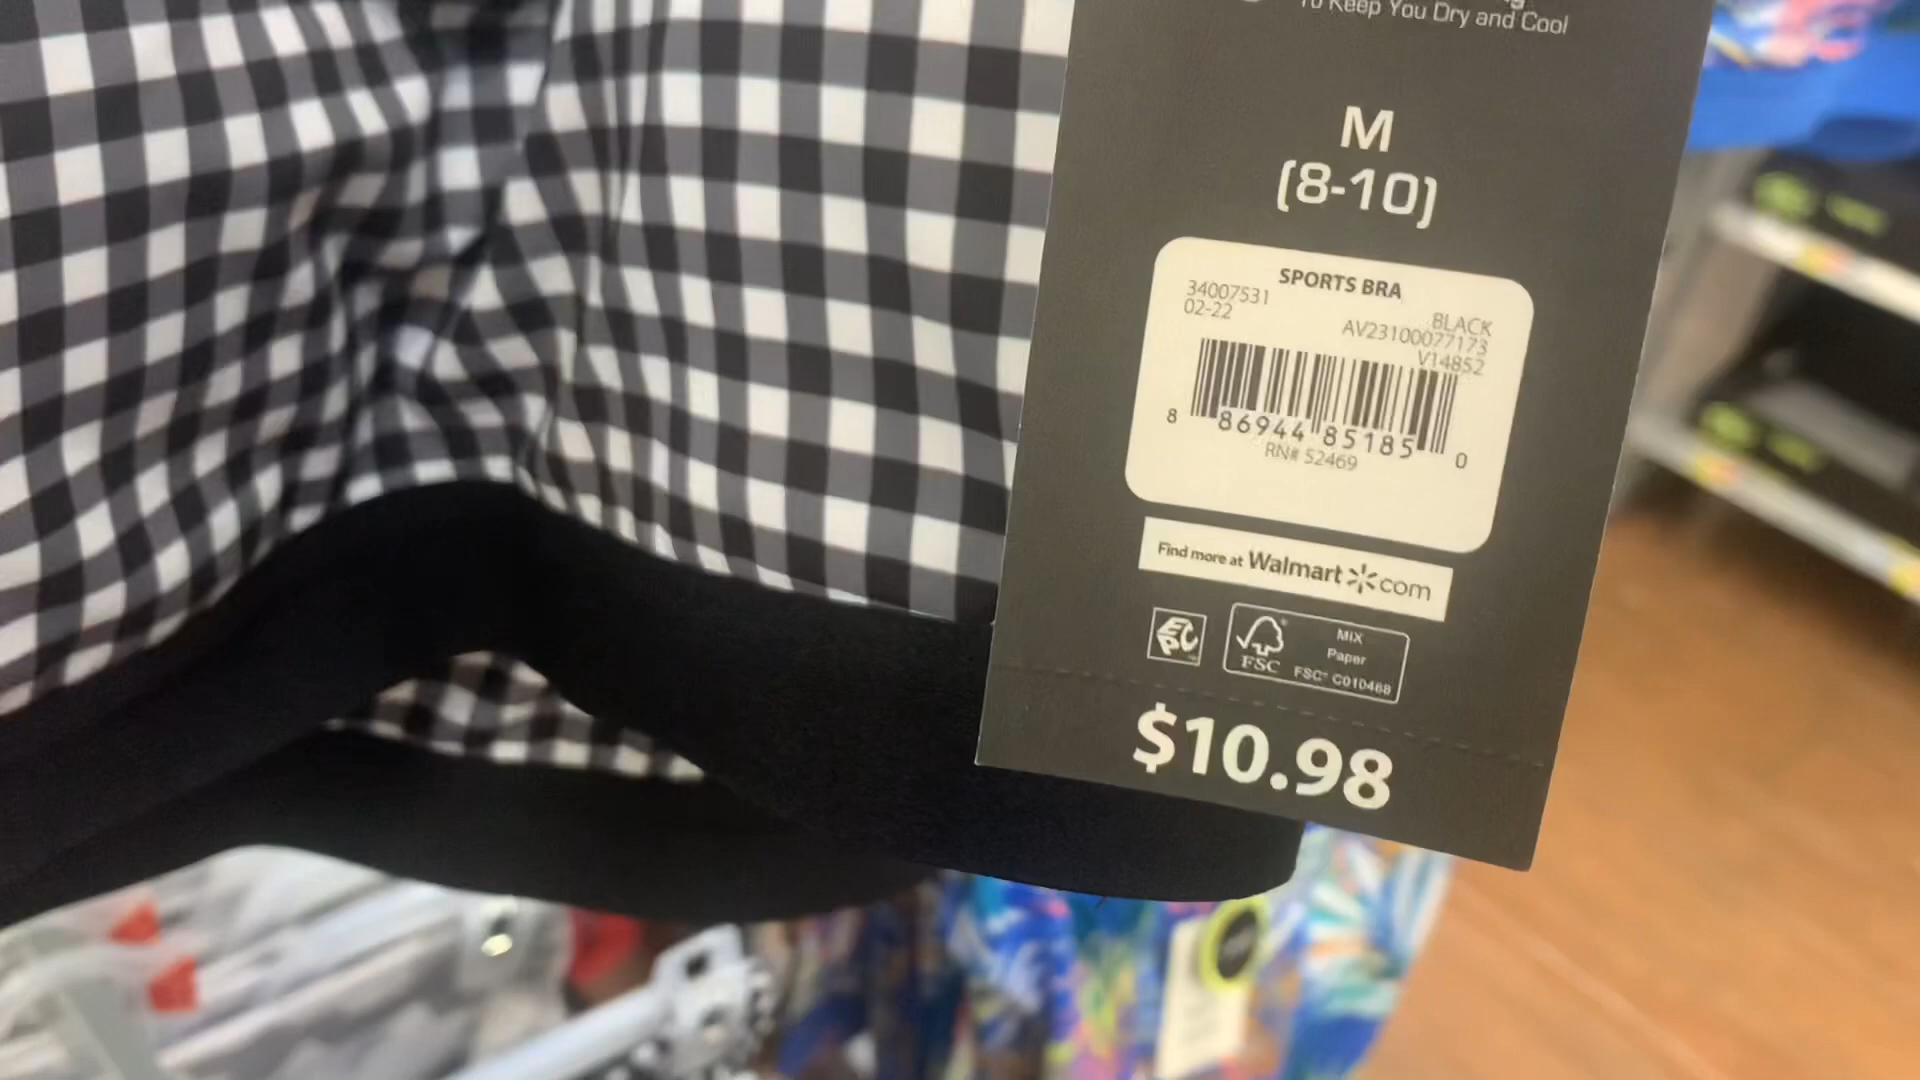 To Keep You Dry and Cool
M
(8-10)
SPORTS BRA
34007531
02-22
BLACK
AV23100077173
V14852
8 86944 85185 0
RN# 52469
Find more at Walmart com
EPC
FSC
MIX
Paper
FSC® C010468
$10.98